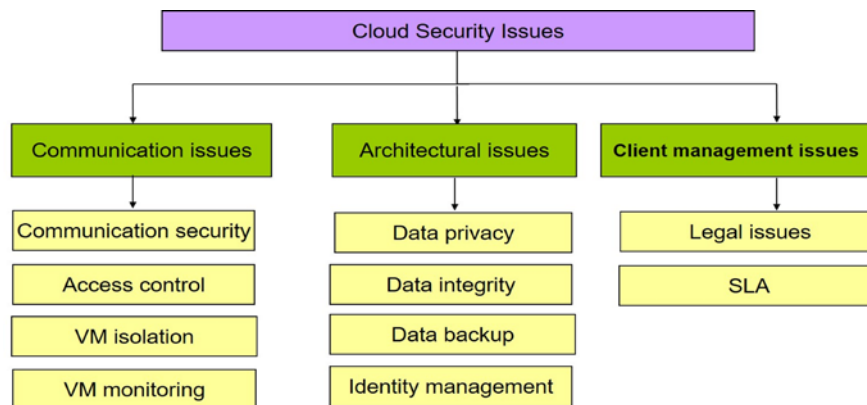 Cloud Security Issues
Communication issues
Architectural issues
Client management issues
Communication security
Access control
VM isolation
VM monitoring
Data privacy
Data integrity
Data backup
Identity management
Legal issues
SLA